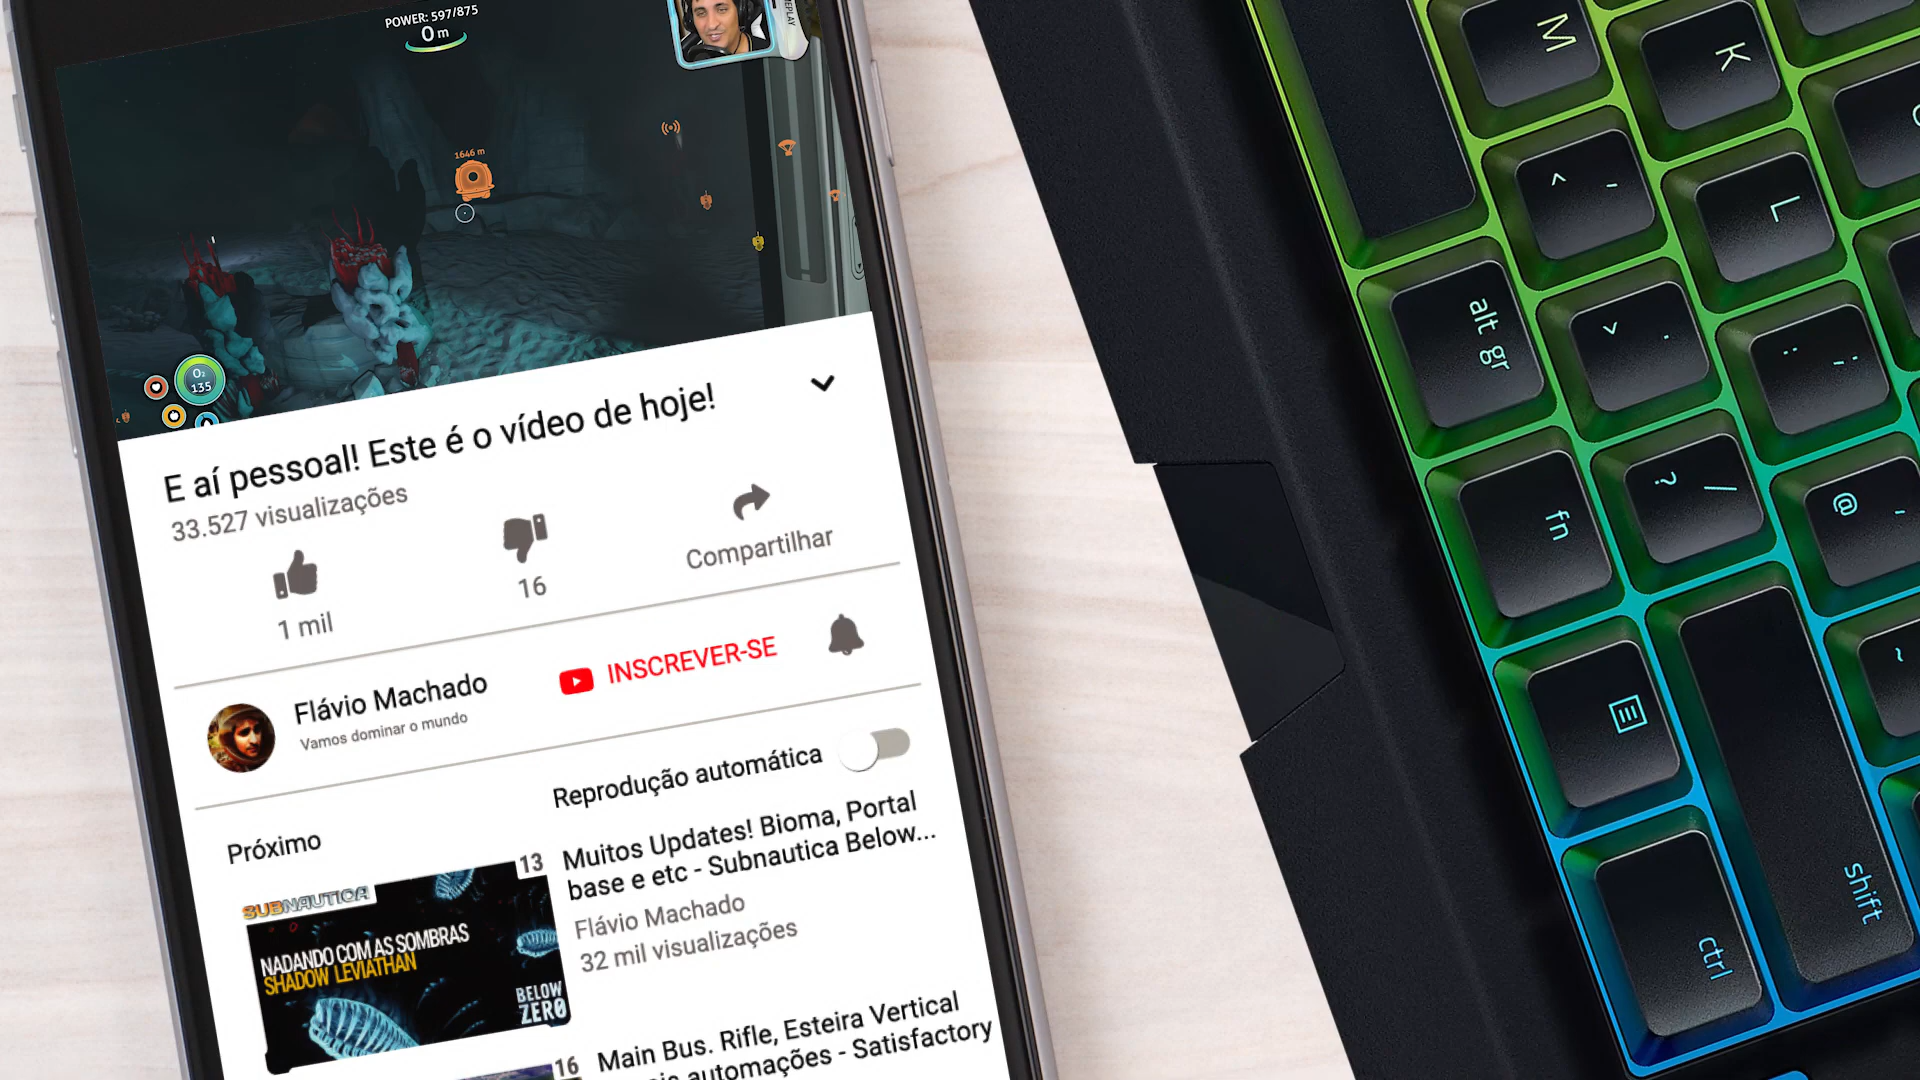 POWER: 597/875
0 m
1646 m
O₂
135
E aí pessoal! Este é o vídeo de hoje!
33.527 visualizações
1 mil
16
Compartilhar
Flávio Machado
Vamos dominar o mundo
INSCREVER-SE
Reprodução automática
Próximo
13
SUBNAUTICA
NADANDO COM AS SOMBRAS
SHADOW LEVIATHAN
BELOW
ZERO
Muitos Updates! Bioma, Portal
base e etc - Subnautica Below...
Flávio Machado
32 mil visualizações
16
Main Bus. Rifle, Esteira Vertical
automações - Satisfactory
M
K
L
alt gr
fn
? /
@
shift
ctrl